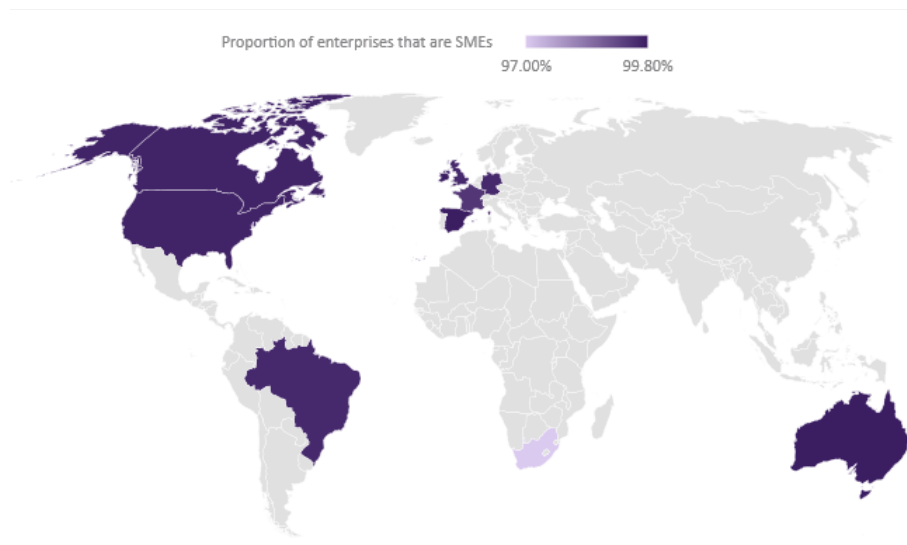 Proportion of enterprises that are SMEs
97.00% 99.80%